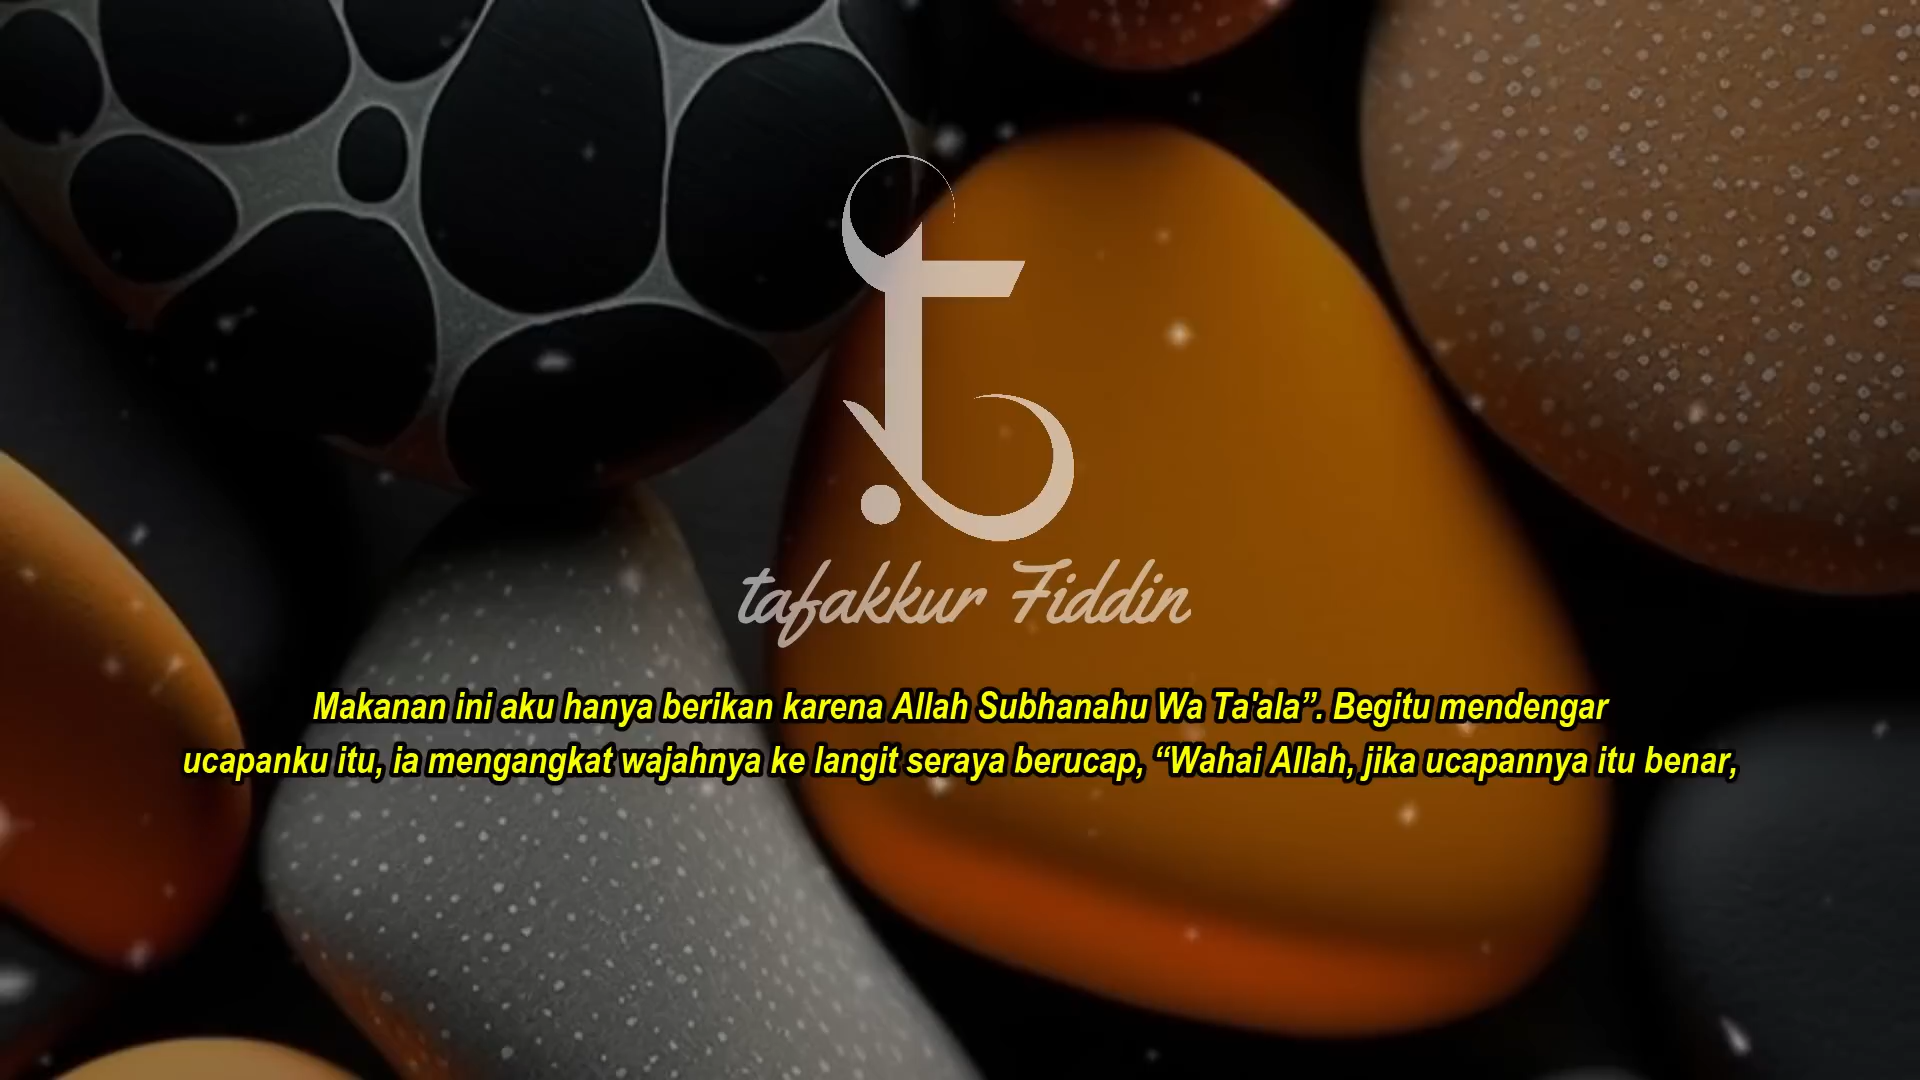 tafakkur Fiddin
Makanan ini aku hanya berikan karena Allah Subhanahu Wa Ta'ala”. Begitu mendengar
ucapanku itu, ia mengangkat wajahnya ke langit seraya berucap, “Wahai Allah, jika ucapannya itu benar,